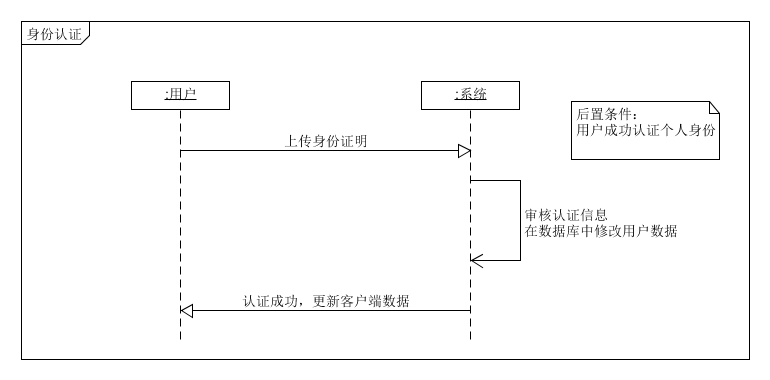 身份认证
:用户
:系统
后置条件：
用户成功认证个人身份
上传身份证明
审核认证信息
在数据库中修改用户数据
认证成功，更新客户端数据